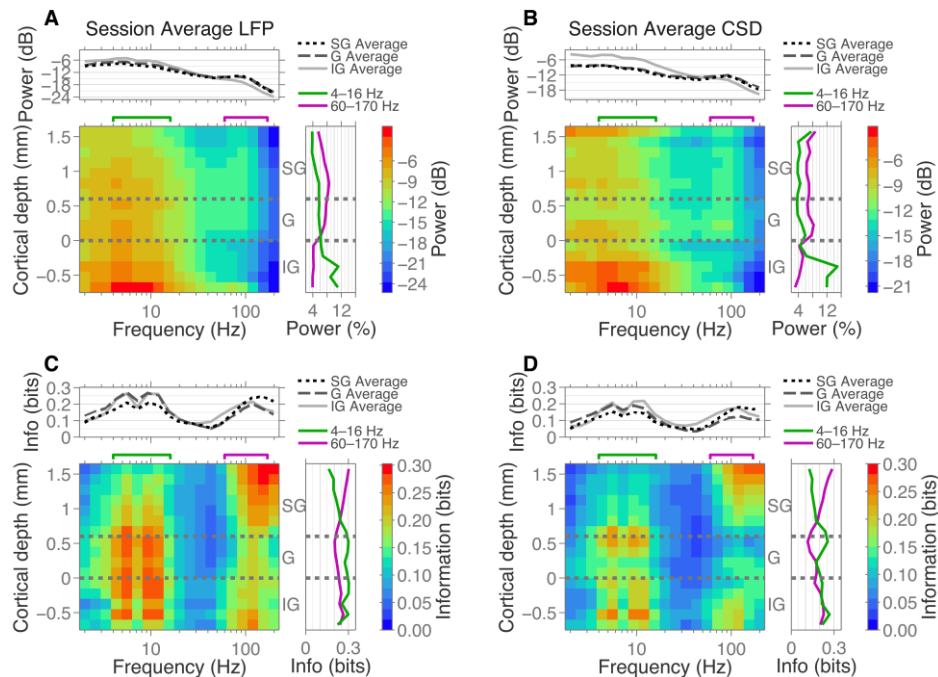 A
Session Average LFP
Power (dB)
−6
−12
−18
−24
SG Average
G Average
IG Average
4–16 Hz
60–170 Hz
Cortical depth (mm)
1.5
1
0.5
0
−0.5
SG
G
IG
10
100
Frequency (Hz)
4
12
Power (%)
−6
−9
−12
−15
−18
−21
−24
Power (dB)
B
Session Average CSD
Power (dB)
−6
−12
−18
SG Average
G Average
IG Average
4–16 Hz
60–170 Hz
Cortical depth (mm)
1.5
1
0.5
0
−0.5
SG
G
IG
10
100
Frequency (Hz)
4
12
Power (%)
−6
−9
−12
−15
−18
−21
Power (dB)
C
Info (bits)
0.3
0.2
0.1
0
SG Average
G Average
IG Average
4–16 Hz
60–170 Hz
Cortical depth (mm)
1.5
1
0.5
0
−0.5
SG
G
IG
10
100
Frequency (Hz)
0
0.3
Info (bits)
0.30
0.25
0.20
0.15
0.10
0.05
0.00
Information (bits)
D
Info (bits)
0.3
0.2
0.1
0
SG Average
G Average
IG Average
4–16 Hz
60–170 Hz
Cortical depth (mm)
1.5
1
0.5
0
−0.5
SG
G
IG
10
100
Frequency (Hz)
0
0.3
Info (bits)
0.30
0.25
0.20
0.15
0.10
0.05
0.00
Information (bits)